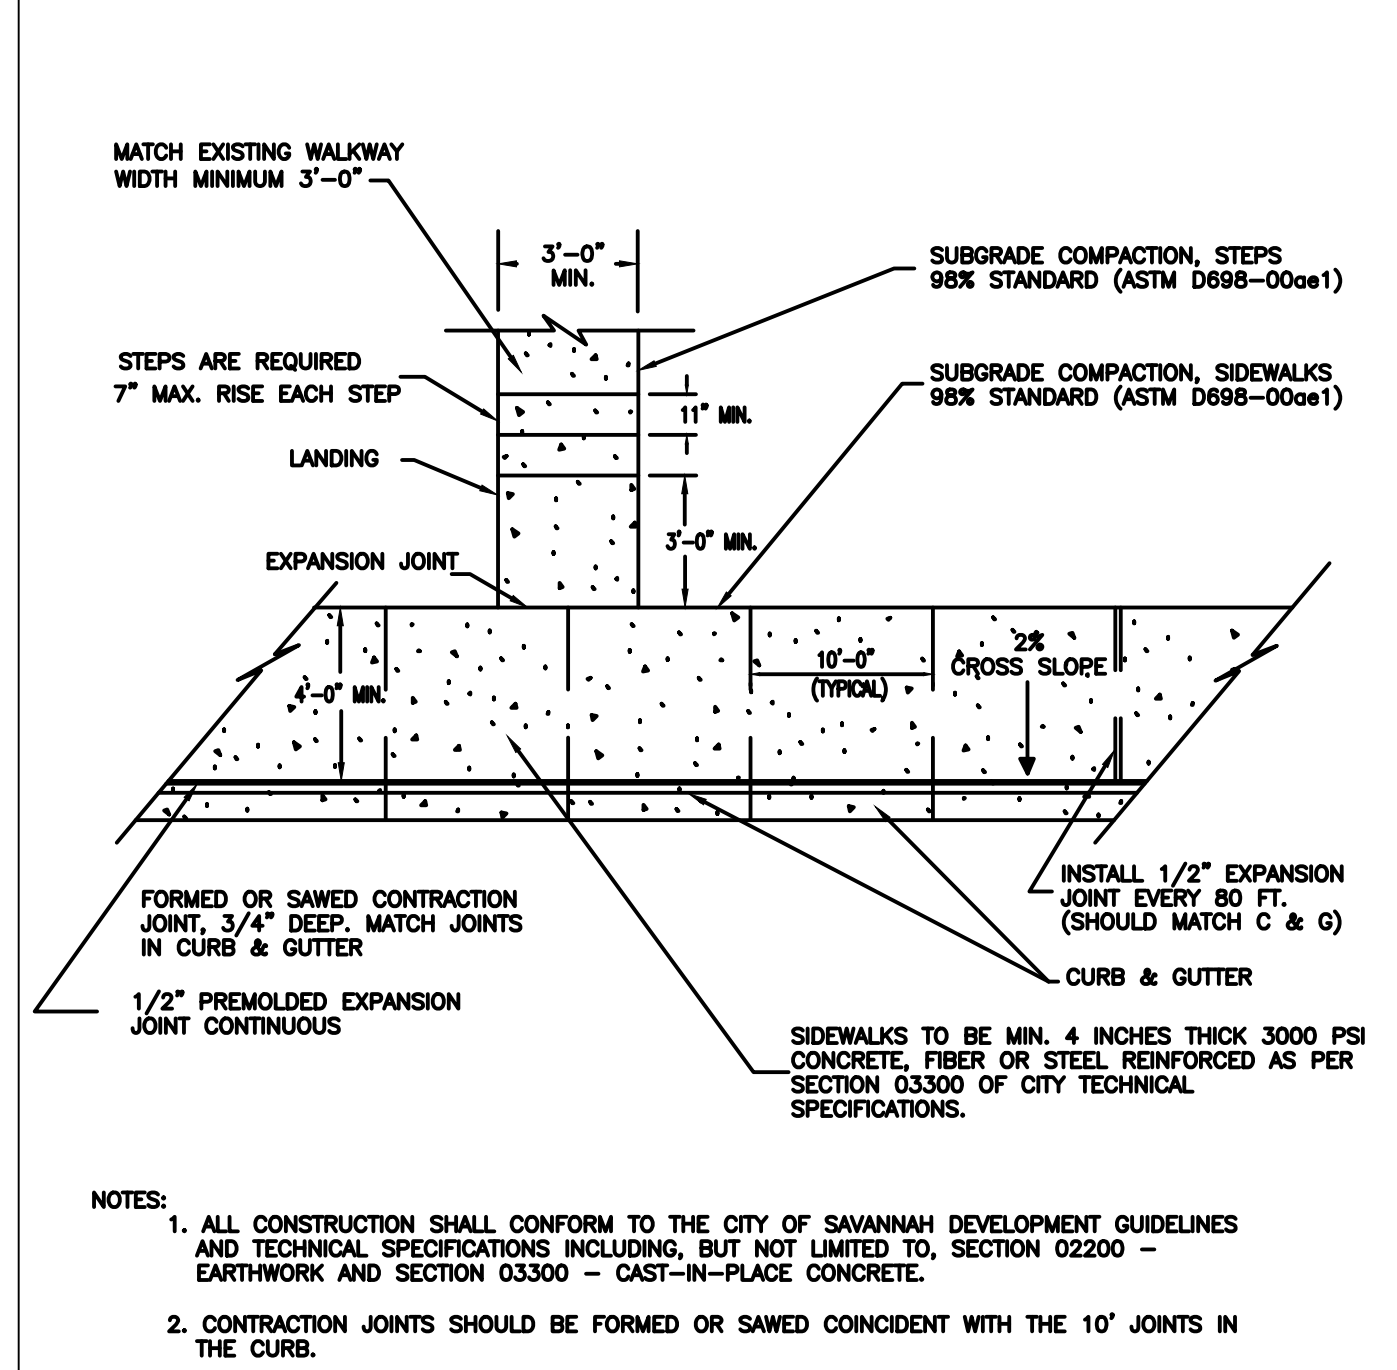 MATCH EXISTING WALKWAY
WIDTH MINIMUM 3'-0"
3'-0"
MIN.
SUBGRADE COMPACTION, STEPS
98% STANDARD (ASTM D698-00ae1)
STEPS ARE REQUIRED
7" MAX. RISE EACH STEP
SUBGRADE COMPACTION, SIDEWALKS
98% STANDARD (ASTM D698-00ae1)
11" MIN.
LANDING
3'-0" MIN.
EXPANSION JOINT
2%
CROSS SLOPE
10'-0"
(TYPICAL)
4'-0" MIN.
FORMED OR SAWED CONTRACTION
JOINT, 3/4" DEEP. MATCH JOINTS
IN CURB & GUTTER
INSTALL 1/2" EXPANSION
JOINT EVERY 80 FT.
(SHOULD MATCH C & G)
CURB & GUTTER
1/2" PREMOLDED EXPANSION
JOINT CONTINUOUS
SIDEWALKS TO BE MIN. 4 INCHES THICK 3000 PSI
CONCRETE, FIBER OR STEEL REINFORCED AS PER
SECTION 03300 OF CITY TECHNICAL
SPECIFICATIONS.
NOTES:
1. ALL CONSTRUCTION SHALL CONFORM TO THE CITY OF SAVANNAH DEVELOPMENT GUIDELINES
AND TECHNICAL SPECIFICATIONS INCLUDING, BUT NOT LIMITED TO, SECTION 02200 -
EARTHWORK AND SECTION 03300 - CAST-IN-PLACE CONCRETE.
2. CONTRACTION JOINTS SHOULD BE FORMED OR SAWED COINCIDENT WITH THE 10' JOINTS IN
THE CURB.